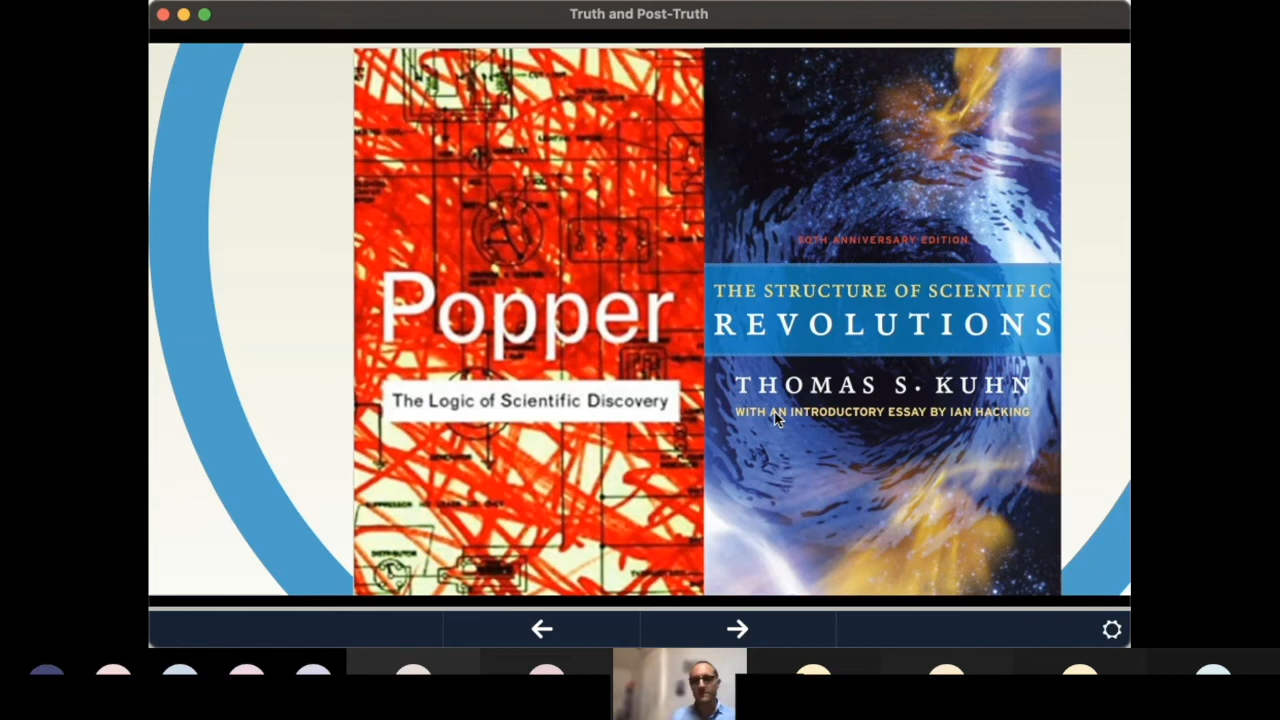 Truth and Post-Truth
Popper
The Logic of Scientific Discovery
DISTRIBUTOR
50TH ANNIVERSARY EDITION
THE STRUCTURE OF SCIENTIFIC
REVOLUTIONS
THOMAS S. KUHN
WITH AN INTRODUCTORY ESSAY BY IAN HACKING